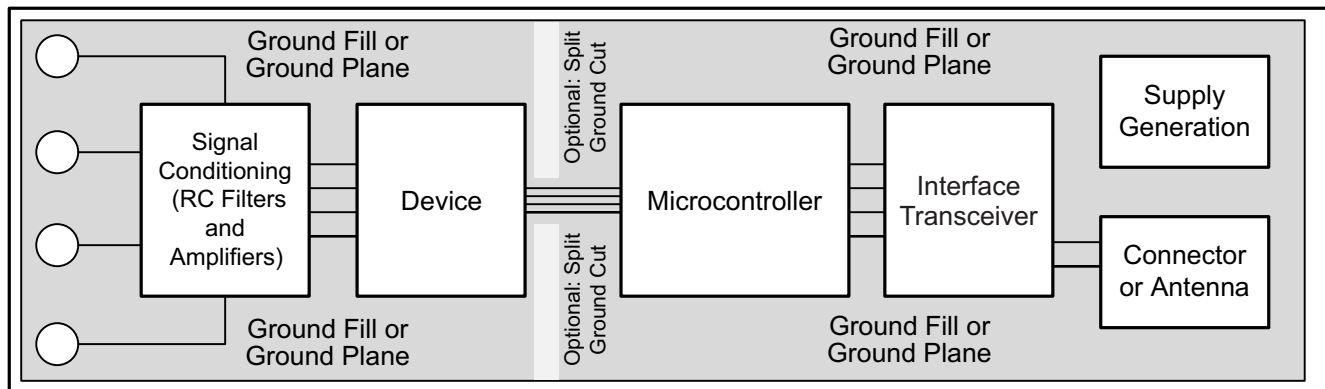 Ground Fill or
Ground Plane
Optional: Split
Ground Cut
Ground Fill or
Ground Plane
Supply
Generation
Signal
Conditioning
(RC Filters
and
Amplifiers)
Device
Microcontroller
Interface
Transceiver
Connector
or Antenna
Ground Fill or
Ground Plane
Optional: Split
Ground Cut
Ground Fill or
Ground Plane